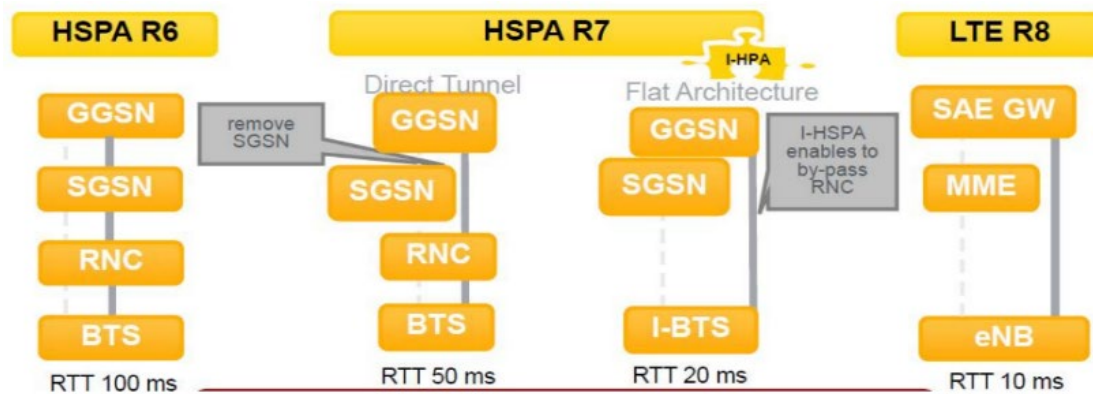 HSPA R6
HSPA R7
LTE R8
I-HPA
Direct Tunnel
Flat Architecture
GGSN
SGSN
RNC
BTS
RTT 100 ms
remove
SGSN
GGSN
SGSN
RNC
BTS
RTT 50 ms
GGSN
SGSN
I-BTS
RTT 20 ms
I-HSPA
enables to
by-pass
RNC
SAE GW
MME
eNB
RTT 10 ms